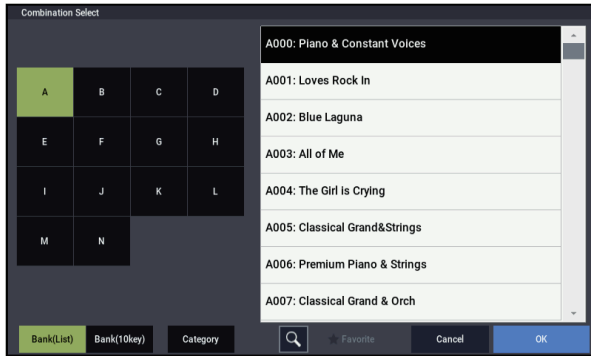 Combination Select
A B C D
E F G H
I J K L
M N
A000: Piano & Constant Voices
A001: Loves Rock In
A002: Blue Laguna
A003: All of Me
A004: The Girl is Crying
A005: Classical Grand&Strings
A006: Premium Piano & Strings
A007: Classical Grand & Orch
Bank(List) Bank(10key) Category Favorite Cancel OK